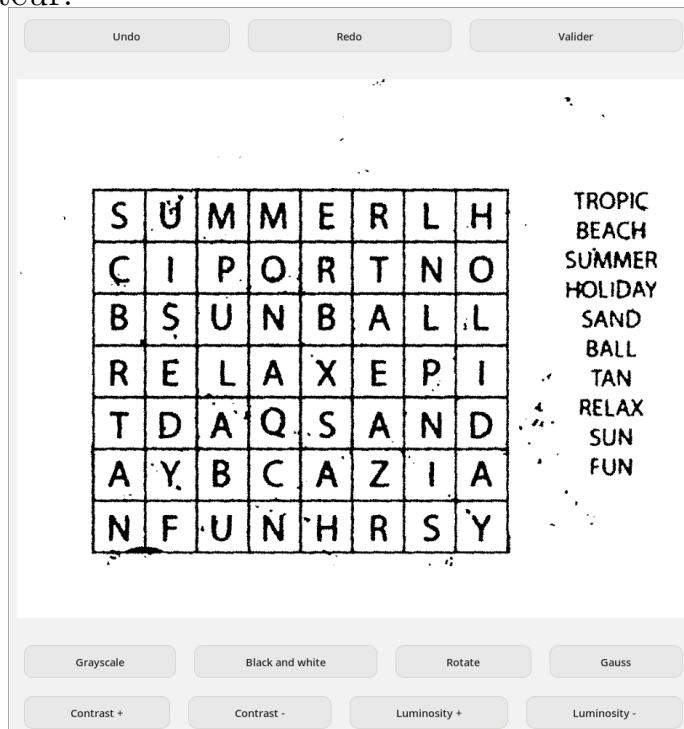 Undo Redo Valider
S U M M E R L H TROPIC
BEACH
C I P O R T N O SUMMER
HOLIDAY
B S U N B A L L SAND
BALL
R E L A X E P I TAN
RELAX
T D A Q S A N D SUN
A Y B C A Z I A FUN
N F U N H R S Y
Grayscale Black and white Rotate Gauss
Contrast + Contrast - Luminosity + Luminosity -